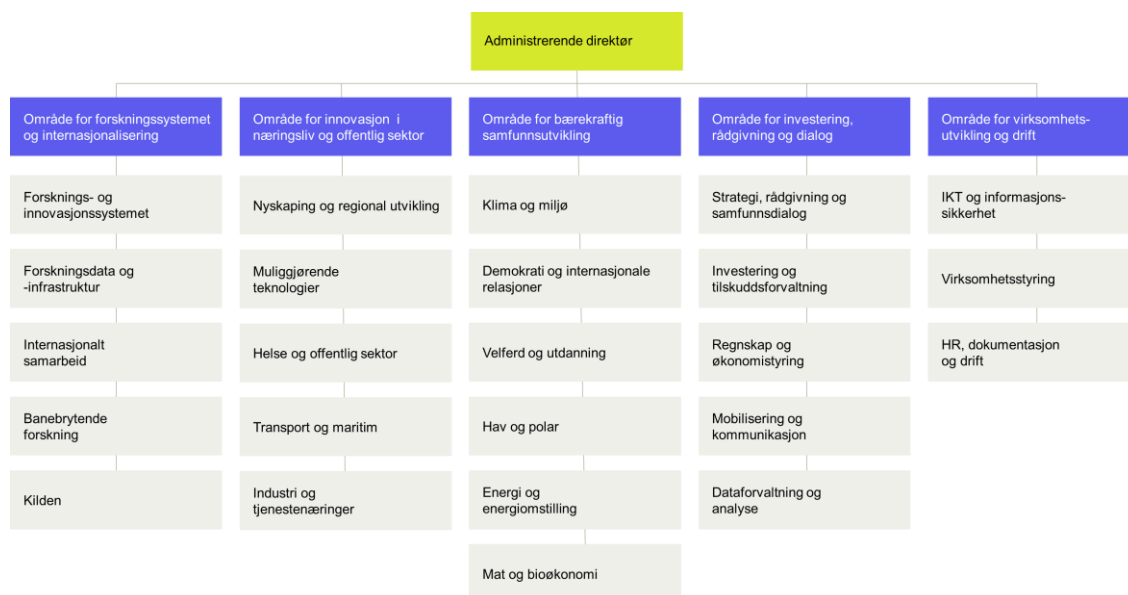 Administrerende direktør
Område for forskningssystemet
og internasjonalisering
Forsknings- og
innovasjonssystemet
Forskningsdata og
-infrastruktur
Internasjonalt
samarbeid
Banebrytende
forskning
Kilden
Område for innovasjon i
næringsliv og offentlig sektor
Nyskaping og regional utvikling
Muliggjørende
teknologier
Helse og offentlig sektor
Transport og maritim
Industri og
tjenestenæringer
Område for bærekraftig
samfunnsutvikling
Klima og miljø
Demokrati og internasjonale
relasjoner
Velferd og utdanning
Hav og polar
Energi og
energiomstilling
Mat og bioøkonomi
Område for investering,
rådgivning og dialog
Strategi, rådgivning og
samfunnsdialog
Investering og
tilskuddsforvaltning
Regnskap og
økonomistyring
Mobilisering og
kommunikasjon
Dataforvaltning og
analyse
Område for virksomhets-
utvikling og drift
IKT og informasjons-
sikkerhet
Virksomhetsstyring
HR, dokumentasjon
og drift